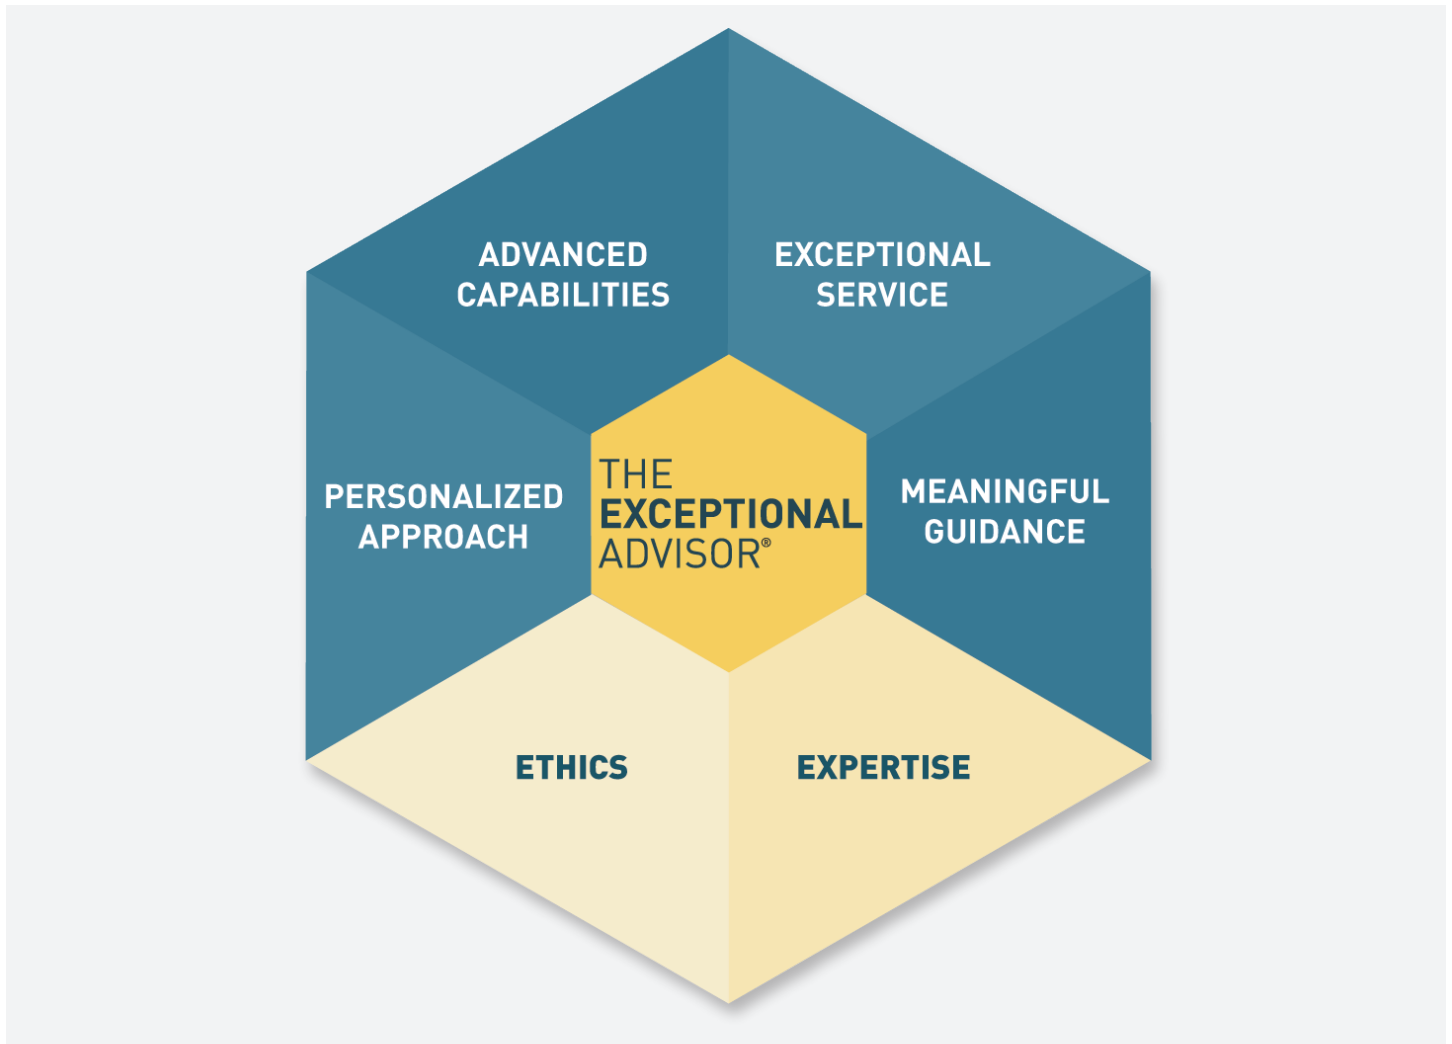 ADVANCED
CAPABILITIES
EXCEPTIONAL
SERVICE
PERSONALIZED
APPROACH
THE
EXCEPTIONAL
ADVISOR®
MEANINGFUL
GUIDANCE
ETHICS
EXPERTISE